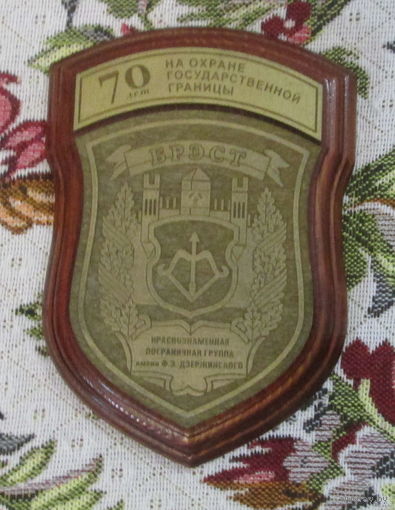 70 лет
НА ОХРАНЕ
ГОСУДАРСТВЕННОЙ
ГРАНИЦЫ
БРЭСТ
КРАСНОЗНАМЕННАЯ
ПОГРАНИЧНАЯ ГРУППА
ИМЕНИ Ф.Э. ДЗЕРЖИНСКОГО